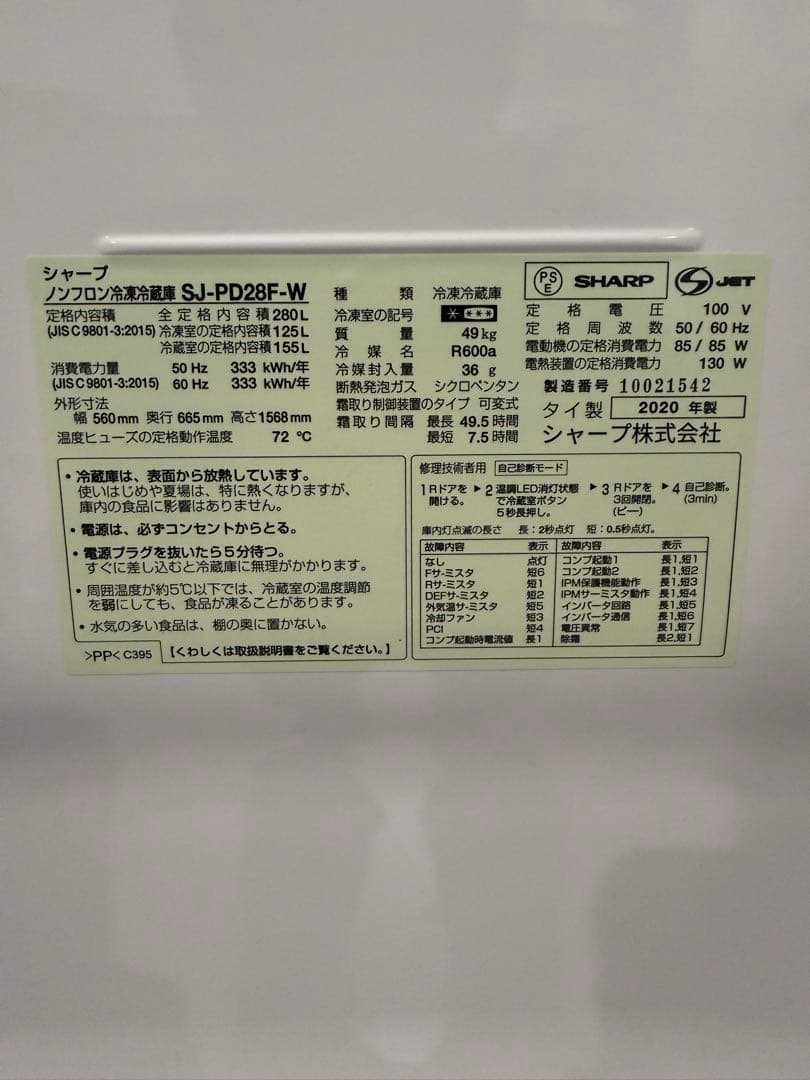 シャープ
ノンフロン冷凍冷蔵庫 SJ-PD28F-W
定格内容積 全定格内容積 280L
(JIS C 9801-3:2015) 冷凍室の定格内容積 125L
冷蔵室の定格内容積 155L
消費電力量 50 Hz 333 kWh/年
(JIS C 9801-3:2015) 60 Hz 333 kWh/年
外形寸法
幅 560mm 奥行 665mm 高さ1568mm
温度ヒューズの定格動作温度 72 ℃
種類 冷凍冷蔵庫
冷凍室の記号 * ***
質量 49kg
冷媒名 R600a
冷媒封入量 36 g
断熱発泡ガス シクロペンタン
霜取り制御装置のタイプ 可変式
霜取り間隔 最長 49.5 時間
最短 7.5 時間
PSE SHARP JET
定格電圧 100 V
定格周波数 50/60 Hz
電動機の定格消費電力 85/85 W
電熱装置の定格消費電力 130 W
製造番号 10021542
タイ製 2020 年製
シャープ株式会社
・冷蔵庫は、表面から放熱しています。
使いはじめや夏場は、特に熱くなりますが、
庫内の食品に影響はありません。
・電源は、必ずコンセントからとる。
・電源プラグを抜いたら5分待つ。
すぐに差し込むと冷蔵庫に無理がかかります。
・周囲温度が約5℃以下では、冷蔵室の温度調節
を弱にしても、食品が凍ることがあります。
・水気の多い食品は、棚の奥に置かない。
>PP< C395 【くわしくは取扱説明書をご覧ください。】
修理技術者用 自己診断モード
1 Rドアを開ける。 ▶ 2 温調LED消灯状態で冷蔵室ボタン5秒長押し。 ▶ 3 Rドアを3回開閉。(ピー) ▶ 4 自己診断。(3min)
庫内灯点滅の長さ 長:2秒点灯 短:0.5秒点灯。
故障内容 表示 故障内容 表示
なし 点灯 コンプ起動1 長1,短1
Fサーミスタ 短6 コンプ起動2 長1,短2
Rサーミスタ 短1 IPM保護機能動作 長1,短3
DEFサーミスタ 短2 IPMサーミスタ動作 長1,短4
外気温サーミスタ 短5 インバータ回路 長1,短5
冷却ファン 短3 インバータ通信 長1,短6
PCI 短4 電圧異常 長1,短7
コンプ起動時電流値 長1 除霜 長2,短1